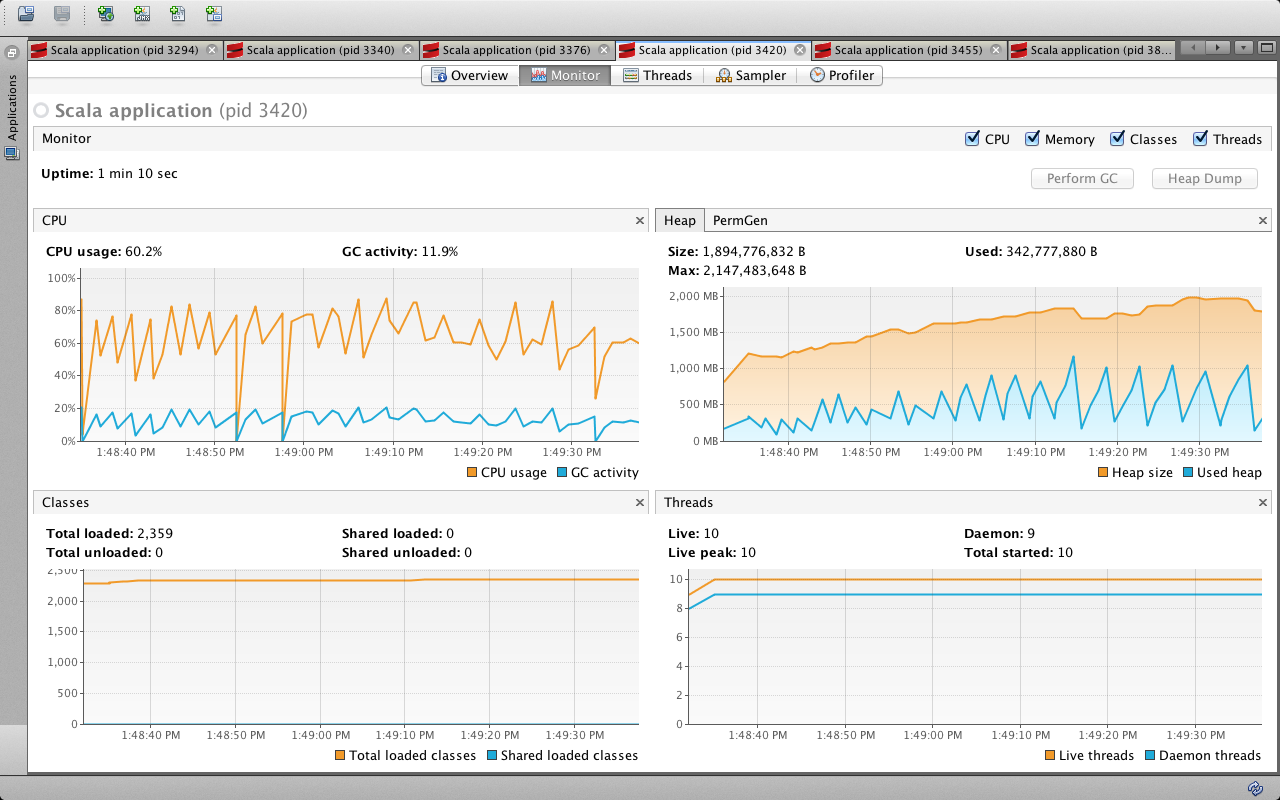 Scala application (pid 3294) Scala application (pid 3340) Scala application (pid 3376) Scala application (pid 3420) Scala application (pid 3455) Scala application (pid 38...
Overview Monitor Threads Sampler Profiler
Applications
Scala application (pid 3420)
Monitor CPU Memory Classes Threads
Uptime: 1 min 10 sec
Perform GC Heap Dump
CPU
CPU usage: 60.2% GC activity: 11.9%
100%
80%
60%
40%
20%
0%
1:48:40 PM 1:48:50 PM 1:49:00 PM 1:49:10 PM 1:49:20 PM 1:49:30 PM
CPU usage GC activity
Heap PermGen
Size: 1,894,776,832 B Used: 342,777,880 B
Max: 2,147,483,648 B
2,000 MB
1,500 MB
1,000 MB
500 MB
0 MB
1:48:40 PM 1:48:50 PM 1:49:00 PM 1:49:10 PM 1:49:20 PM 1:49:30 PM
Heap size Used heap
Classes
Total loaded: 2,359 Shared loaded: 0
Total unloaded: 0 Shared unloaded: 0
2,500
2,000
1,500
1,000
500
0
1:48:40 PM 1:48:50 PM 1:49:00 PM 1:49:10 PM 1:49:20 PM 1:49:30 PM
Total loaded classes Shared loaded classes
Threads
Live: 10 Daemon: 9
Live peak: 10 Total started: 10
10
8
6
4
2
0
1:48:40 PM 1:48:50 PM 1:49:00 PM 1:49:10 PM 1:49:20 PM 1:49:30 PM
Live threads Daemon threads